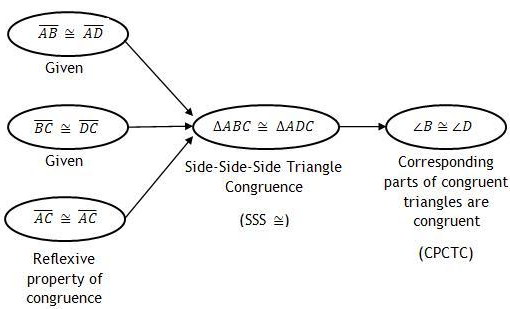 AB ≅ AD
Given
BC ≅ DC
Given
AC ≅ AC
Reflexive
property of
congruence
ΔABC ≅ ΔADC
Side-Side-Side Triangle
Congruence
(SSS ≅)
∠B ≅ ∠D
Corresponding
parts of congruent
triangles are
congruent
(CPCTC)